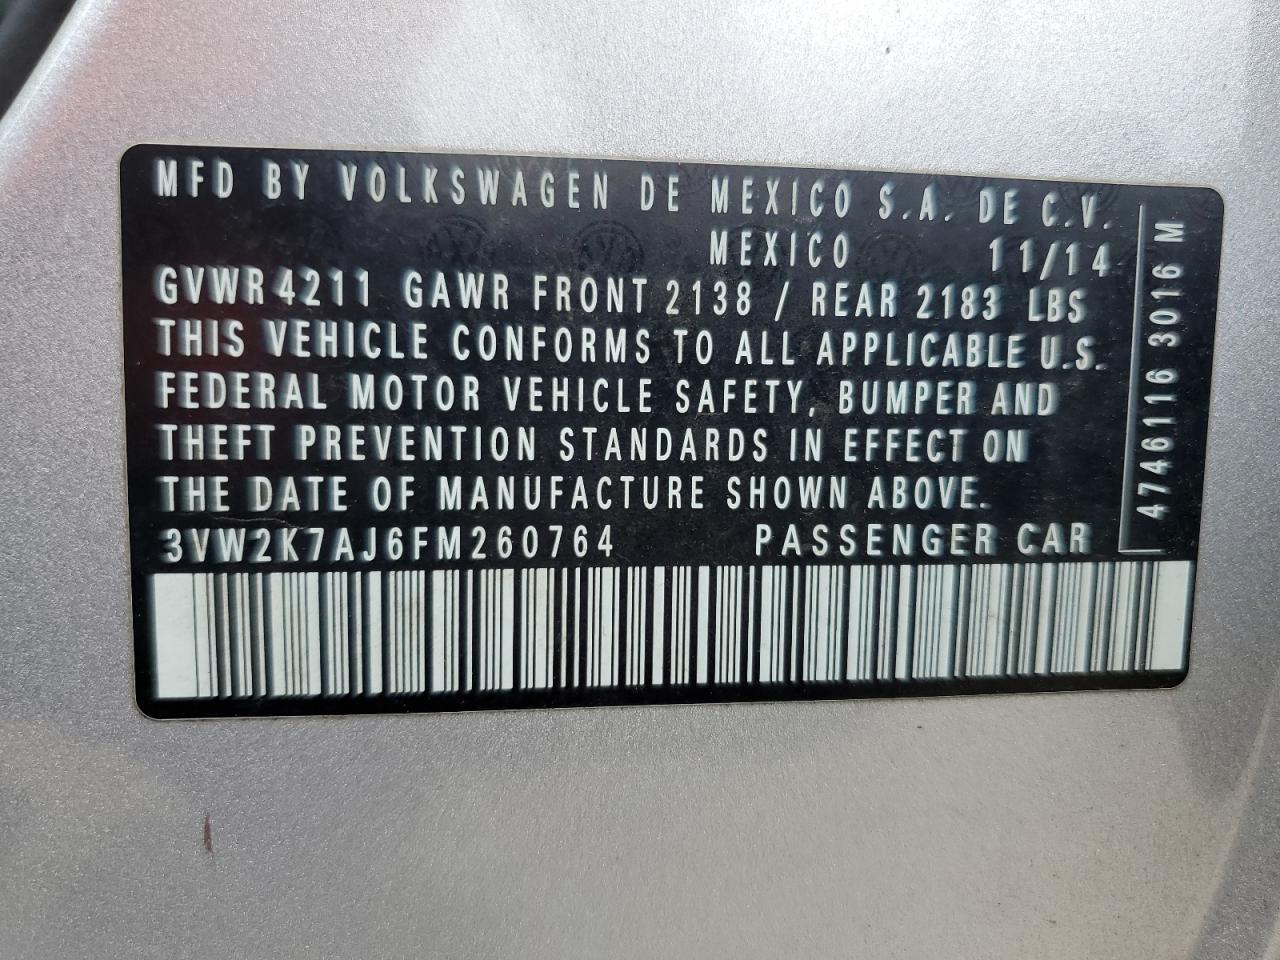 MFD BY VOLKSWAGEN DE MEXICO S.A. DE C.V.
MEXICO 11/14
GVWR 4211 GAWR FRONT 2138 / REAR 2183 LBS
THIS VEHICLE CONFORMS TO ALL APPLICABLE U.S.
FEDERAL MOTOR VEHICLE SAFETY, BUMPER AND
THEFT PREVENTION STANDARDS IN EFFECT ON
THE DATE OF MANUFACTURE SHOWN ABOVE.
3VW2K7AJ6FM260764 PASSENGER CAR
4746116 3016 M